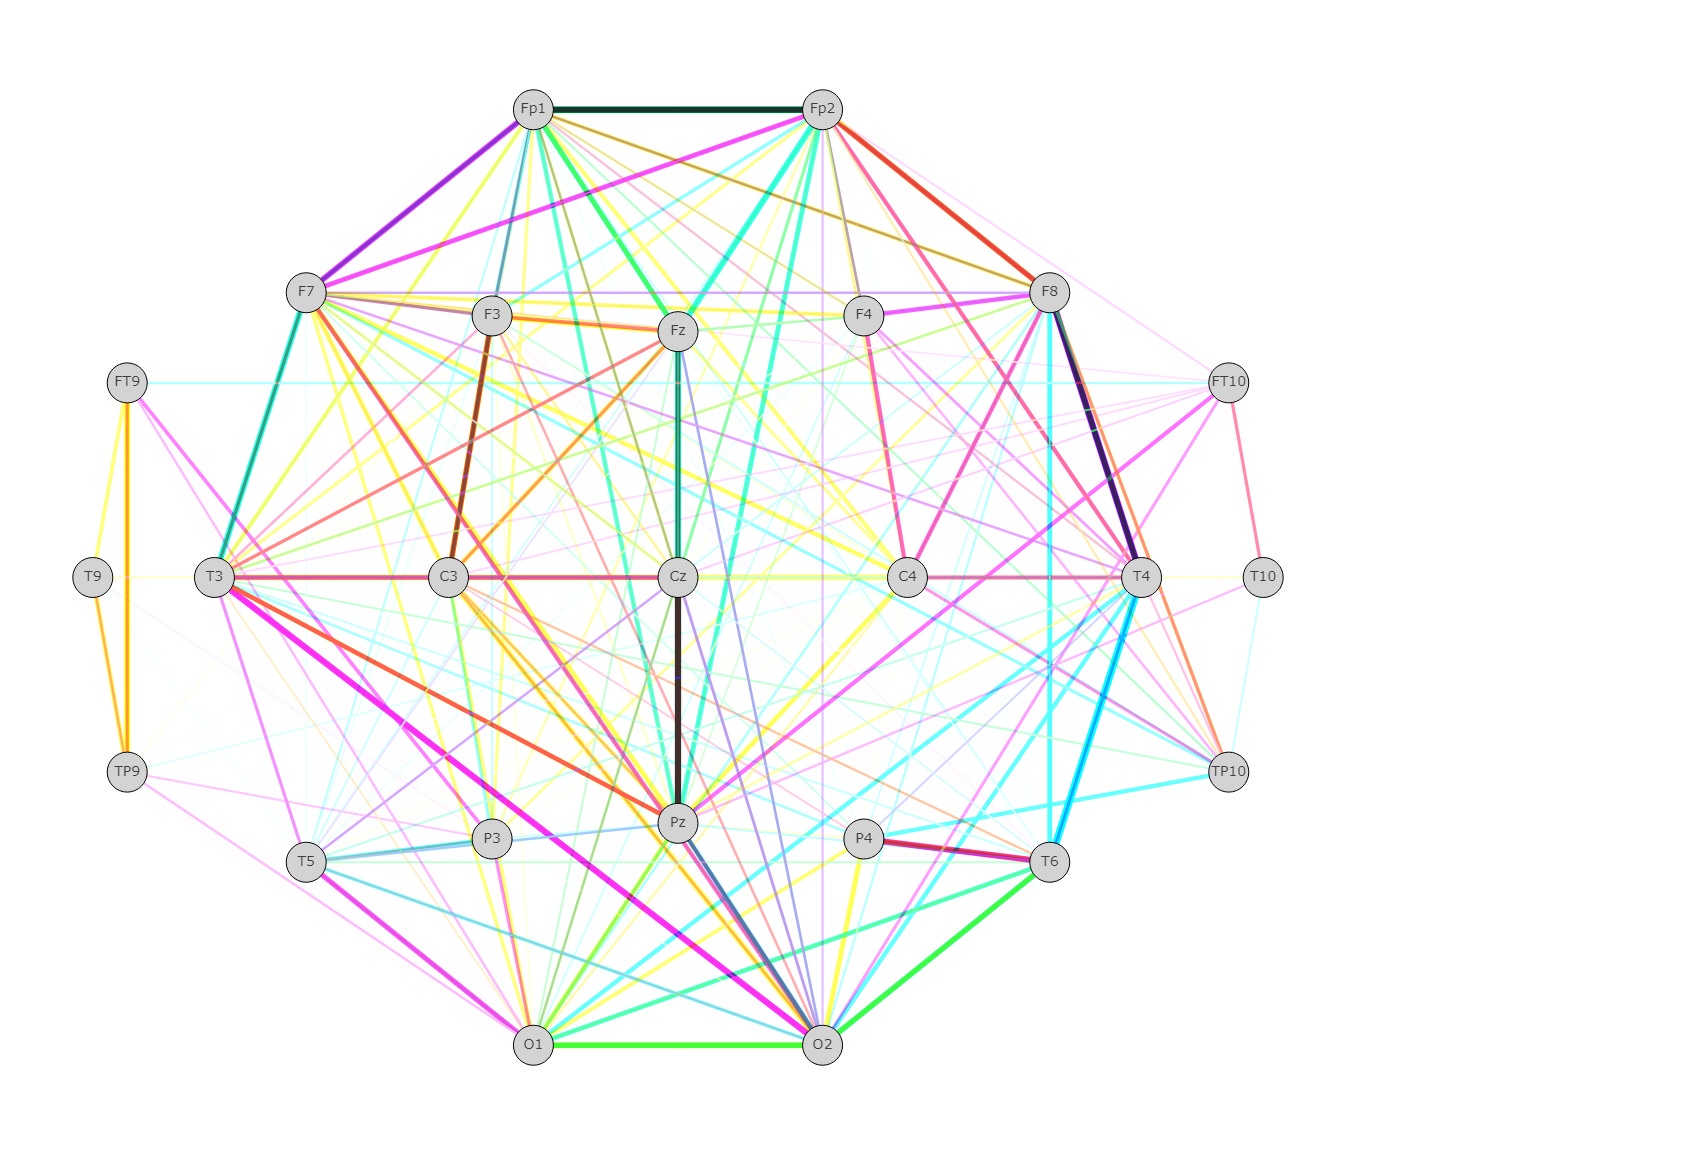 Fp1 Fp2
F7 F3 Fz F4 F8
FT9 FT10
T9 T3 C3 Cz C4 T4 T10
TP9 TP10
T5 P3 Pz P4 T6
O1 O2